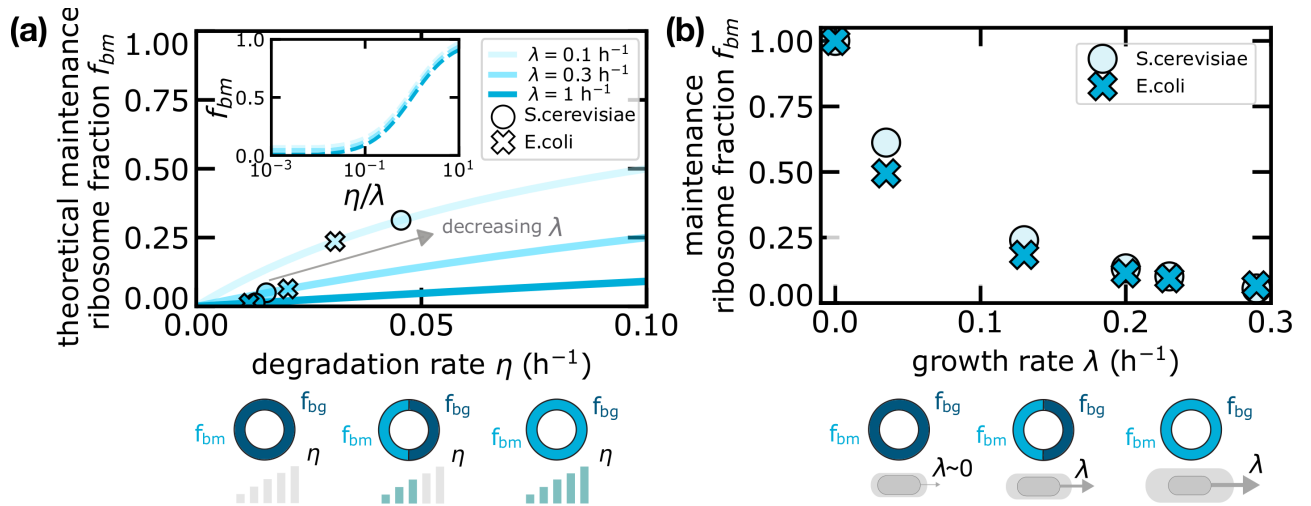 (a)
theoretical maintenance
ribosome fraction f_bm
1.00
0.75
0.50
0.25
0.00
0.00
0.05
0.10
degradation rate η (h⁻¹)
f_bm
1.0
0.5
0.0
10⁻³
10⁻¹
10¹
η/λ
λ = 0.1 h⁻¹
λ = 0.3 h⁻¹
λ = 1 h⁻¹
S.cerevisiae
E.coli
decreasing λ
f_bm
f_bg
η
f_bm
f_bg
η
f_bm
f_bg
η
(b)
maintenance
ribosome fraction f_bm
1.00
0.75
0.50
0.25
0.00
0.0
0.1
0.2
0.3
growth rate λ (h⁻¹)
S.cerevisiae
E.coli
f_bm
f_bg
λ~0
f_bm
f_bg
λ
f_bm
f_bg
λ